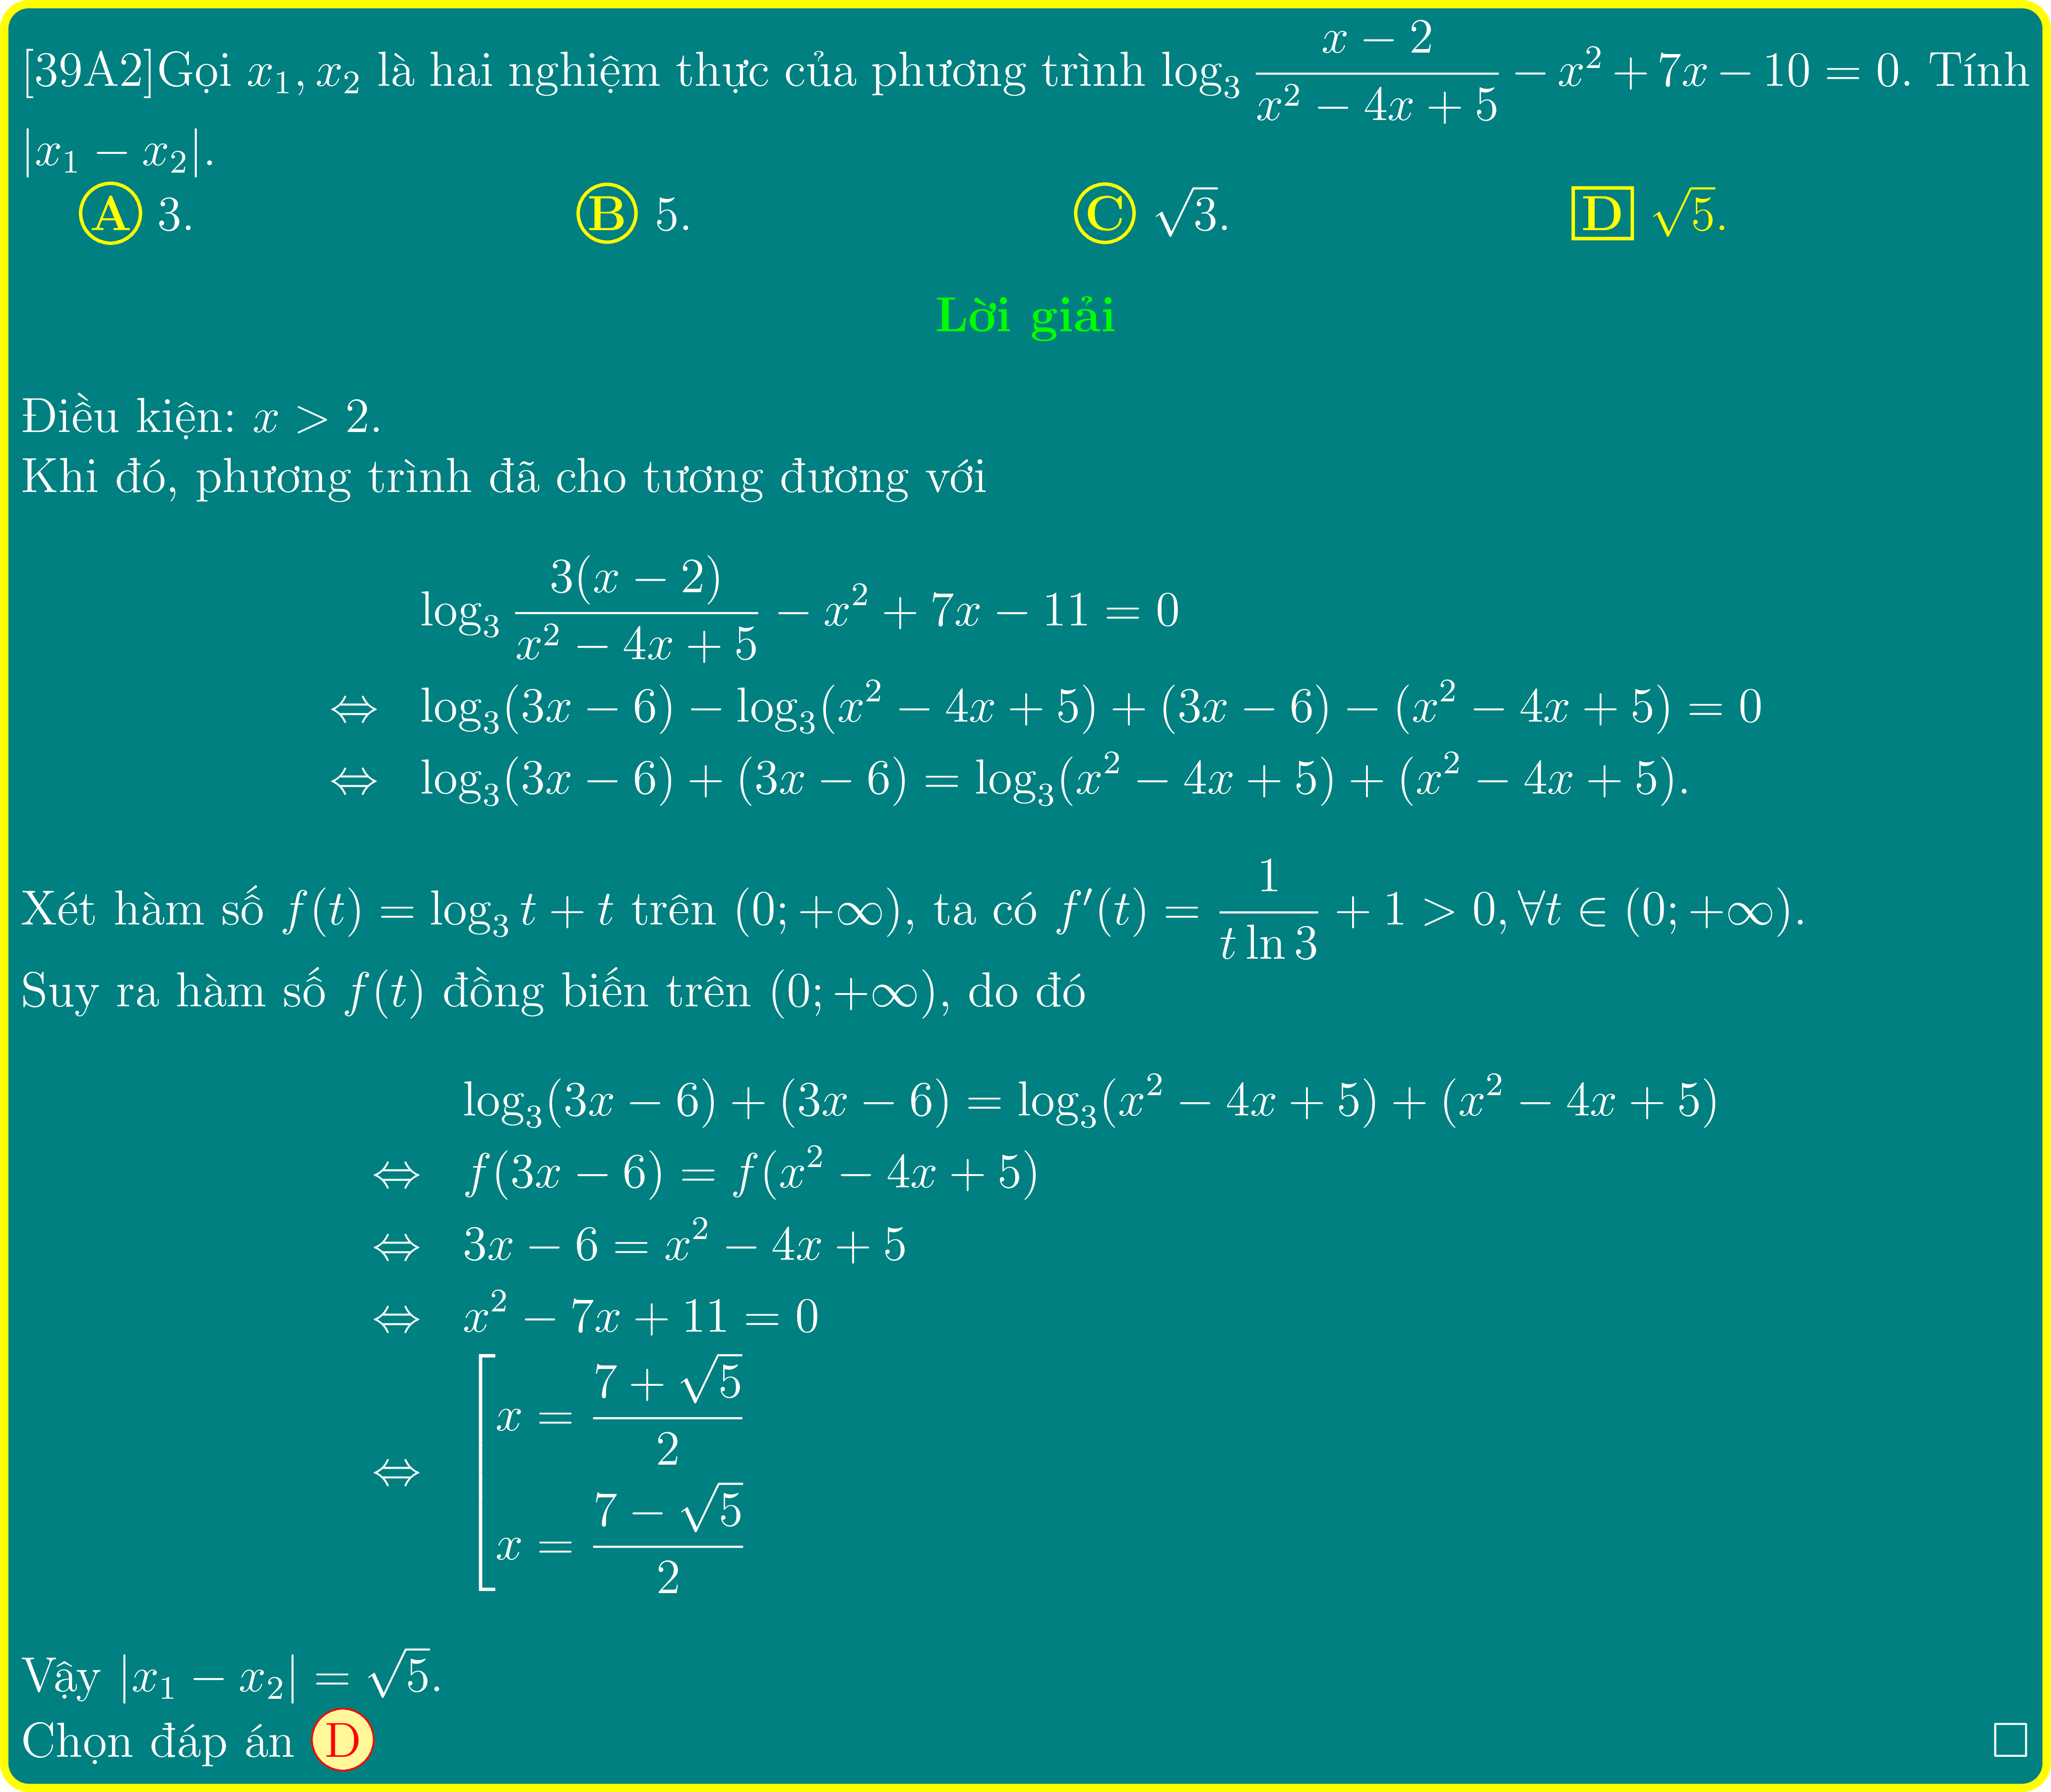 [39A2]Gọi $x_1, x_2$ là hai nghiệm thực của phương trình $\log_3 \dfrac{x-2}{x^2-4x+5} - x^2 + 7x - 10 = 0$. Tính
$|x_1 - x_2|$.
Ⓐ 3. Ⓑ 5. Ⓒ $\sqrt{3}$. D $\sqrt{5}$.
Lời giải
Điều kiện: $x > 2$.
Khi đó, phương trình đã cho tương đương với
$\log_3 \dfrac{3(x-2)}{x^2-4x+5} - x^2 + 7x - 11 = 0$
$\Leftrightarrow \log_3(3x-6) - \log_3(x^2-4x+5) + (3x-6) - (x^2-4x+5) = 0$
$\Leftrightarrow \log_3(3x-6) + (3x-6) = \log_3(x^2-4x+5) + (x^2-4x+5).$
Xét hàm số $f(t) = \log_3 t + t$ trên $(0;+\infty)$, ta có $f'(t) = \dfrac{1}{t \ln 3} + 1 > 0, \forall t \in (0;+\infty)$.
Suy ra hàm số $f(t)$ đồng biến trên $(0;+\infty)$, do đó
$\log_3(3x-6) + (3x-6) = \log_3(x^2-4x+5) + (x^2-4x+5)$
$\Leftrightarrow f(3x-6) = f(x^2-4x+5)$
$\Leftrightarrow 3x-6 = x^2-4x+5$
$\Leftrightarrow x^2-7x+11 = 0$
$\Leftrightarrow \left[\begin{array}{l} x = \dfrac{7+\sqrt{5}}{2} \\ x = \dfrac{7-\sqrt{5}}{2} \end{array}\right.$
Vậy $|x_1 - x_2| = \sqrt{5}$.
Chọn đáp án Ⓓ □